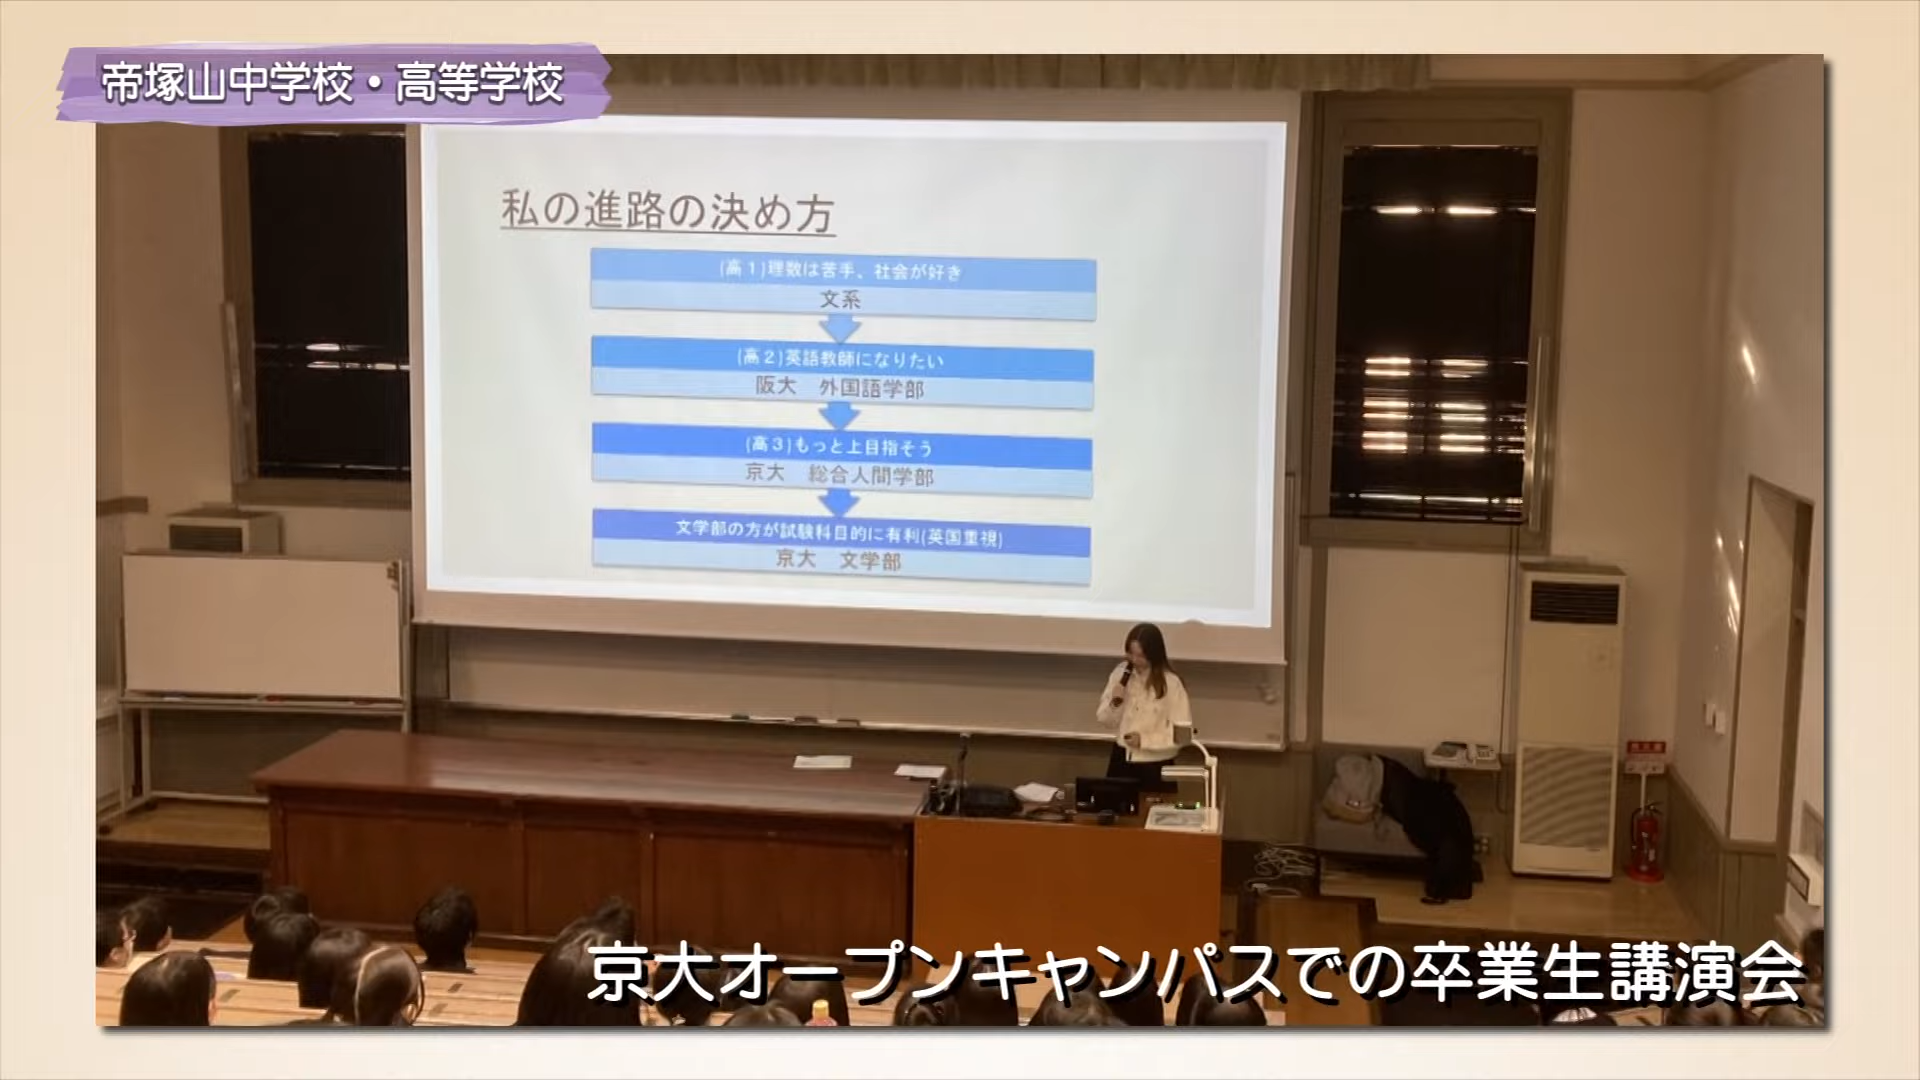 帝塚山中学校・高等学校
私の進路の決め方
(高1)理数は苦手、社会が好き
文系
(高2)英語教師になりたい
阪大 外国語学部
(高3)もっと上目指そう
京大 総合人間学部
文学部の方が試験科目的に有利(英国重視)
京大 文学部
京大オープンキャンパスでの卒業生講演会